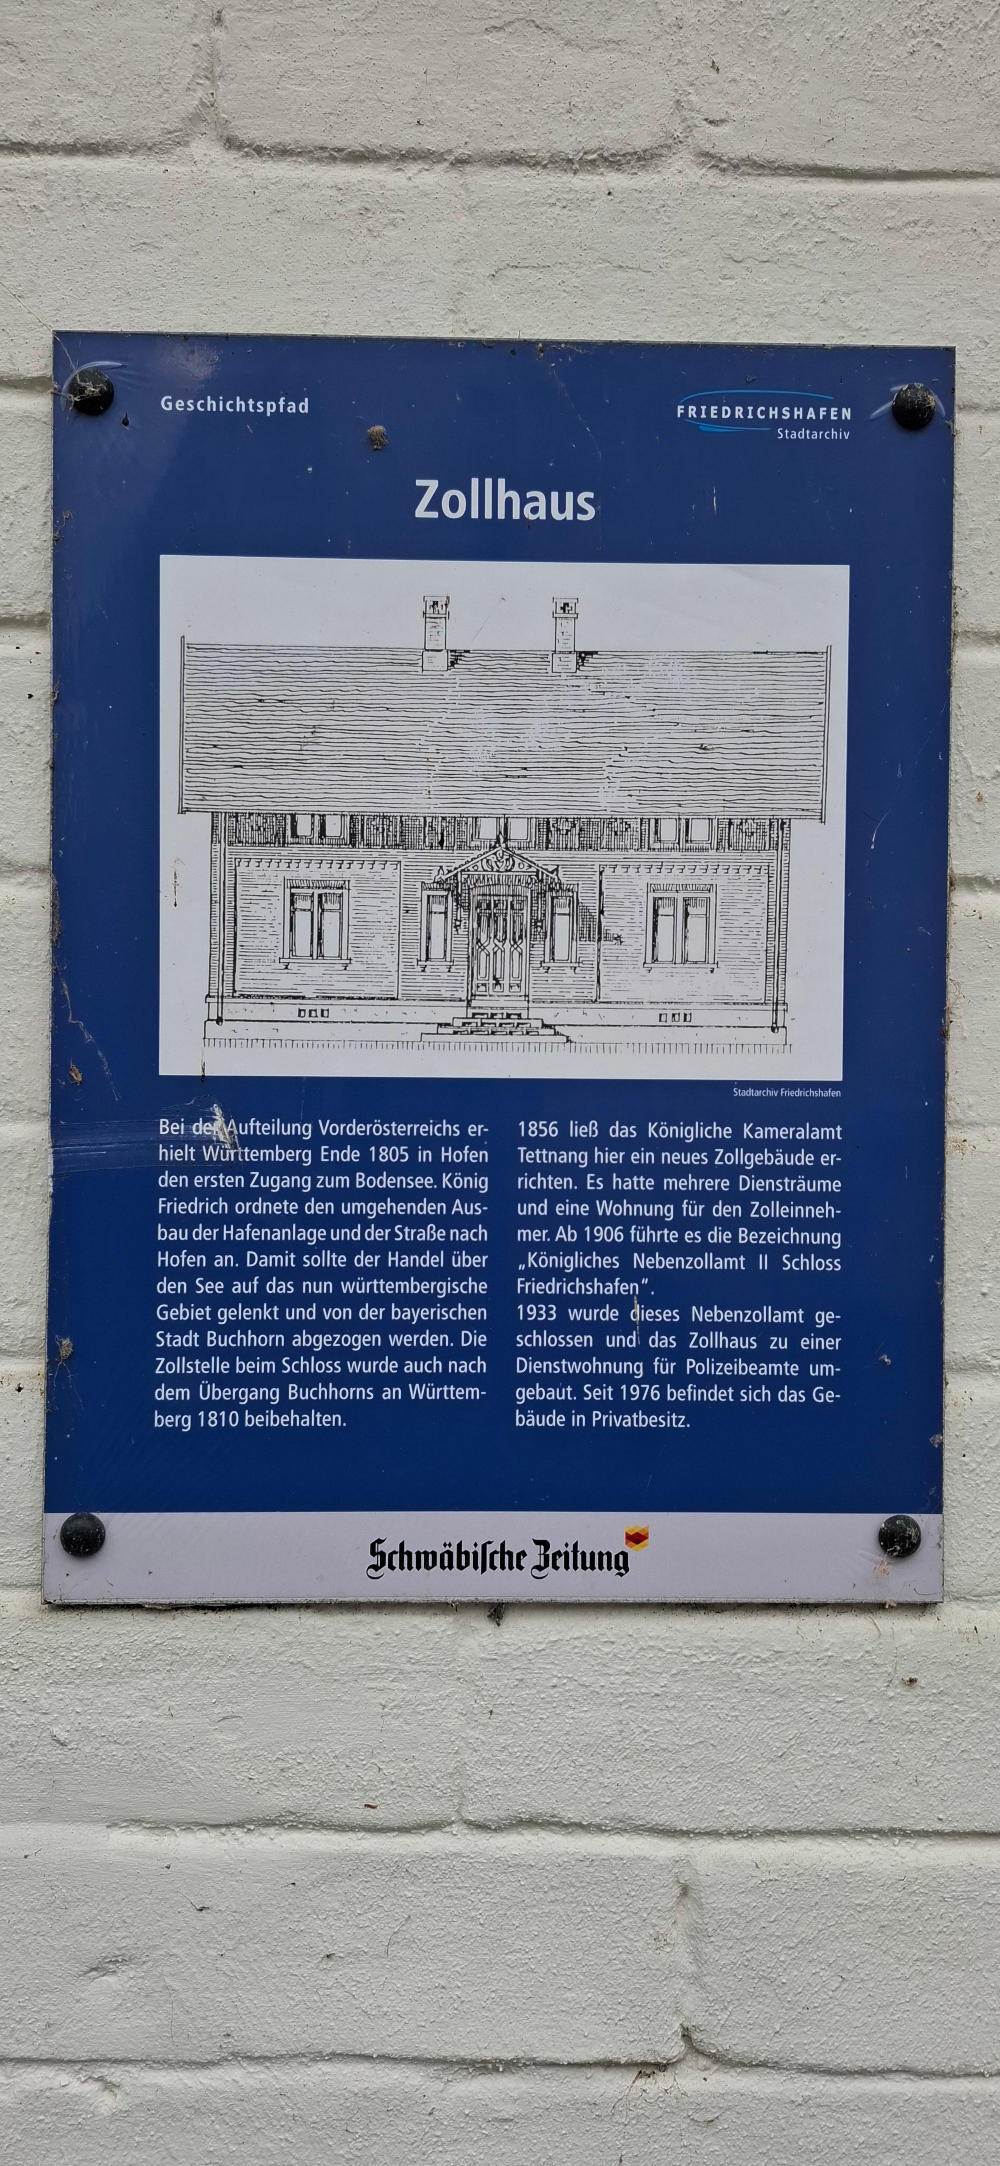 Geschichtspfad
FRIEDRICHSHAFEN
Stadtarchiv
Zollhaus
Stadtarchiv Friedrichshafen
Bei der Aufteilung Vorderösterreichs er-
hielt Württemberg Ende 1805 in Hofen
den ersten Zugang zum Bodensee. König
Friedrich ordnete den umgehenden Aus-
bau der Hafenanlage und der Straße nach
Hofen an. Damit sollte der Handel über
den See auf das nun württembergische
Gebiet gelenkt und von der bayerischen
Stadt Buchhorn abgezogen werden. Die
Zollstelle beim Schloss wurde auch nach
dem Übergang Buchhorns an Württem-
berg 1810 beibehalten.
1856 ließ das Königliche Kameralamt
Tettnang hier ein neues Zollgebäude er-
richten. Es hatte mehrere Diensträume
und eine Wohnung für den Zolleinneh-
mer. Ab 1906 führte es die Bezeichnung
„Königliches Nebenzollamt II Schloss
Friedrichshafen“.
1933 wurde dieses Nebenzollamt ge-
schlossen und das Zollhaus zu einer
Dienstwohnung für Polizeibeamte um-
gebaut. Seit 1976 befindet sich das Ge-
bäude in Privatbesitz.
Schwäbische Zeitung